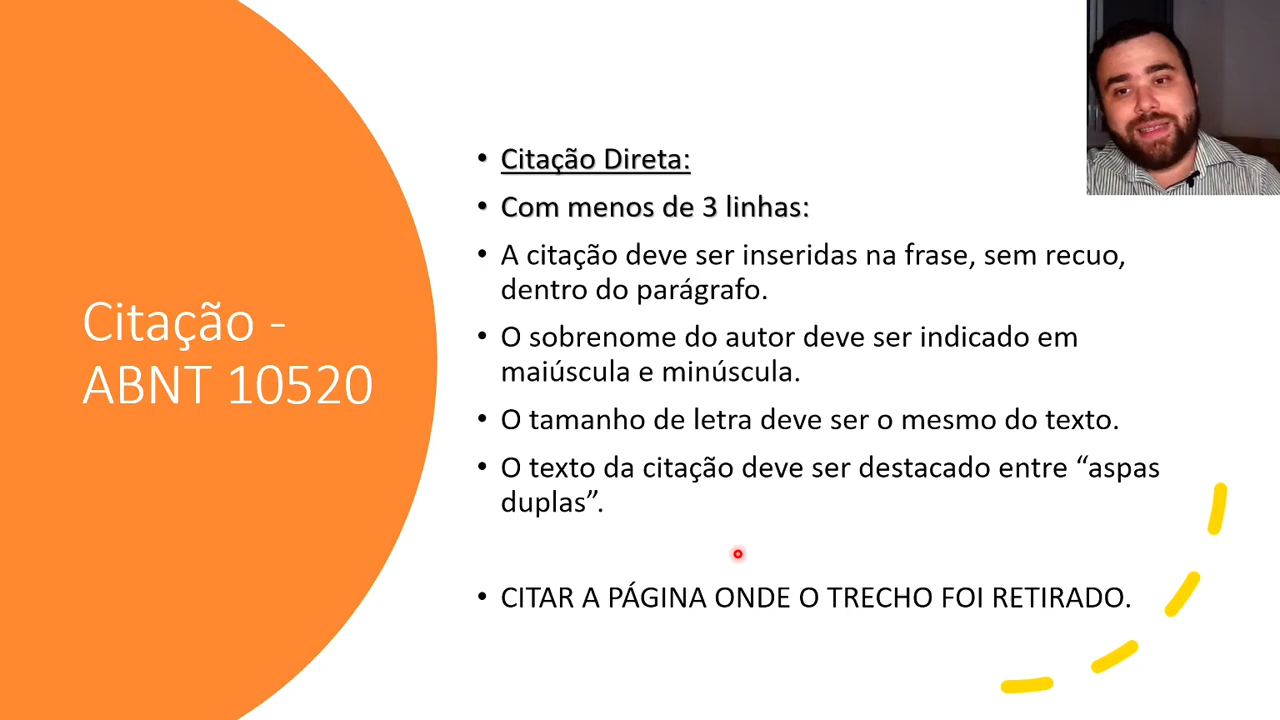 Citação -
ABNT 10520
• Citação Direta:
• Com menos de 3 linhas:
• A citação deve ser inseridas na frase, sem recuo,
dentro do parágrafo.
• O sobrenome do autor deve ser indicado em
maiúscula e minúscula.
• O tamanho de letra deve ser o mesmo do texto.
• O texto da citação deve ser destacado entre “aspas
duplas”.
• CITAR A PÁGINA ONDE O TRECHO FOI RETIRADO.